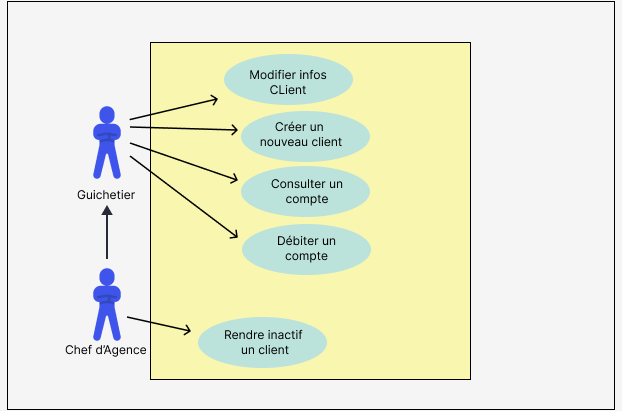 Modifier infos
CLient
Créer un
nouveau client
Consulter un
compte
Guichetier
Débiter un
compte
Rendre inactif
un client
Chef d'Agence